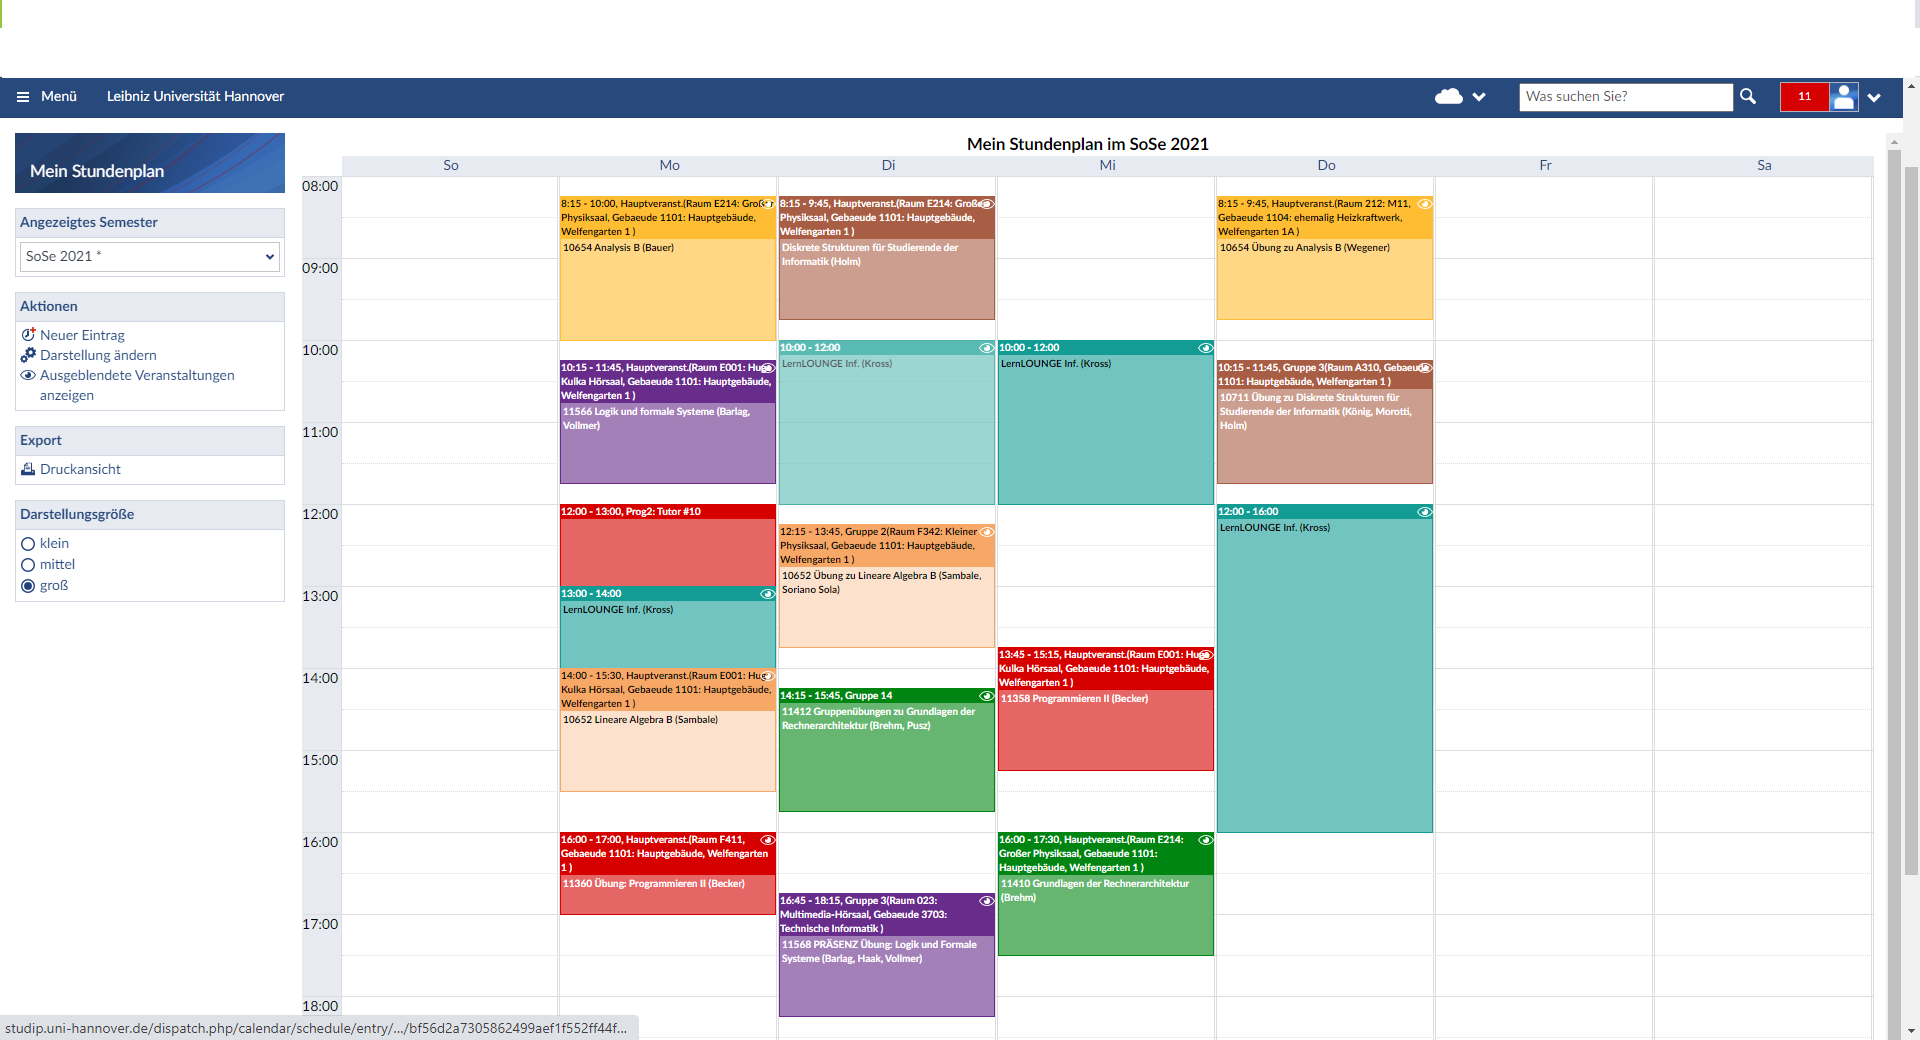 Menü
Leibniz Universität Hannover
Was suchen Sie?
11
Mein Stundenplan
Angezeigtes Semester
SoSe 2021 *
Aktionen
Neuer Eintrag
Darstellung ändern
Ausgeblendete Veranstaltungen
anzeigen
Export
Druckansicht
Darstellungsgröße
klein
mittel
groß
Mein Stundenplan im SoSe 2021
So Mo Di Mi Do Fr Sa
08:00
09:00
10:00
11:00
12:00
13:00
14:00
15:00
16:00
17:00
18:00
8:15 - 10:00, Hauptveranst.(Raum E214: Großer
Physiksaal, Gebaeude 1101: Hauptgebäude,
Welfengarten 1 )
10654 Analysis B (Bauer)
10:15 - 11:45, Hauptveranst.(Raum E001: Hugo
Kulka Hörsaal, Gebaeude 1101: Hauptgebäude,
Welfengarten 1 )
11566 Logik und formale Systeme (Barlag,
Vollmer)
12:00 - 13:00, Prog2: Tutor #10
13:00 - 14:00
LernLOUNGE Inf. (Kross)
14:00 - 15:30, Hauptveranst.(Raum E001: Hugo
Kulka Hörsaal, Gebaeude 1101: Hauptgebäude,
Welfengarten 1 )
10652 Lineare Algebra B (Sambale)
16:00 - 17:00, Hauptveranst.(Raum F411,
Gebaeude 1101: Hauptgebäude, Welfengarten
1 )
11360 Übung: Programmieren II (Becker)
8:15 - 9:45, Hauptveranst.(Raum E214: Großer
Physiksaal, Gebaeude 1101: Hauptgebäude,
Welfengarten 1 )
Diskrete Strukturen für Studierende der
Informatik (Holm)
10:00 - 12:00
LernLOUNGE Inf. (Kross)
12:15 - 13:45, Gruppe 2(Raum F342: Kleiner
Physiksaal, Gebaeude 1101: Hauptgebäude,
Welfengarten 1 )
10652 Übung zu Lineare Algebra B (Sambale,
Soriano Sola)
14:15 - 15:45, Gruppe 14
11412 Gruppenübungen zu Grundlagen der
Rechnerarchitektur (Brehm, Pusz)
16:45 - 18:15, Gruppe 3(Raum 023:
Multimedia-Hörsaal, Gebaeude 3703:
Technische Informatik )
11568 PRÄSENZ Übung: Logik und Formale
Systeme (Barlag, Haak, Vollmer)
10:00 - 12:00
LernLOUNGE Inf. (Kross)
13:45 - 15:15, Hauptveranst.(Raum E001: Hugo
Kulka Hörsaal, Gebaeude 1101: Hauptgebäude,
Welfengarten 1 )
11358 Programmieren II (Becker)
16:00 - 17:30, Hauptveranst.(Raum E214:
Großer Physiksaal, Gebaeude 1101:
Hauptgebäude, Welfengarten 1 )
11410 Grundlagen der Rechnerarchitektur
(Brehm)
8:15 - 9:45, Hauptveranst.(Raum 212: M11,
Gebaeude 1104: ehemalig Heizkraftwerk,
Welfengarten 1A )
10654 Übung zu Analysis B (Wegener)
10:15 - 11:45, Gruppe 3(Raum A310, Gebaeude
1101: Hauptgebäude, Welfengarten 1 )
10711 Übung zu Diskrete Strukturen für
Studierende der Informatik (König, Morotti,
Holm)
12:00 - 16:00
LernLOUNGE Inf. (Kross)
studip.uni-hannover.de/dispatch.php/calendar/schedule/entry/.../bf56d2a7305862499aef1f552ff44f...